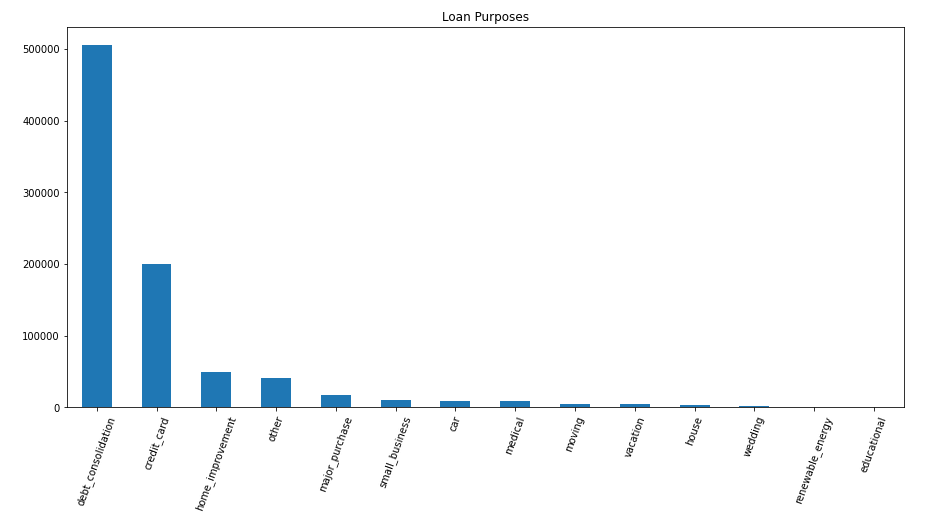 Loan Purposes
500000
400000
300000
200000
100000
0
debt_consolidation
credit_card
home_improvement
other
major_purchase
small_business
car
medical
moving
vacation
house
wedding
renewable_energy
educational